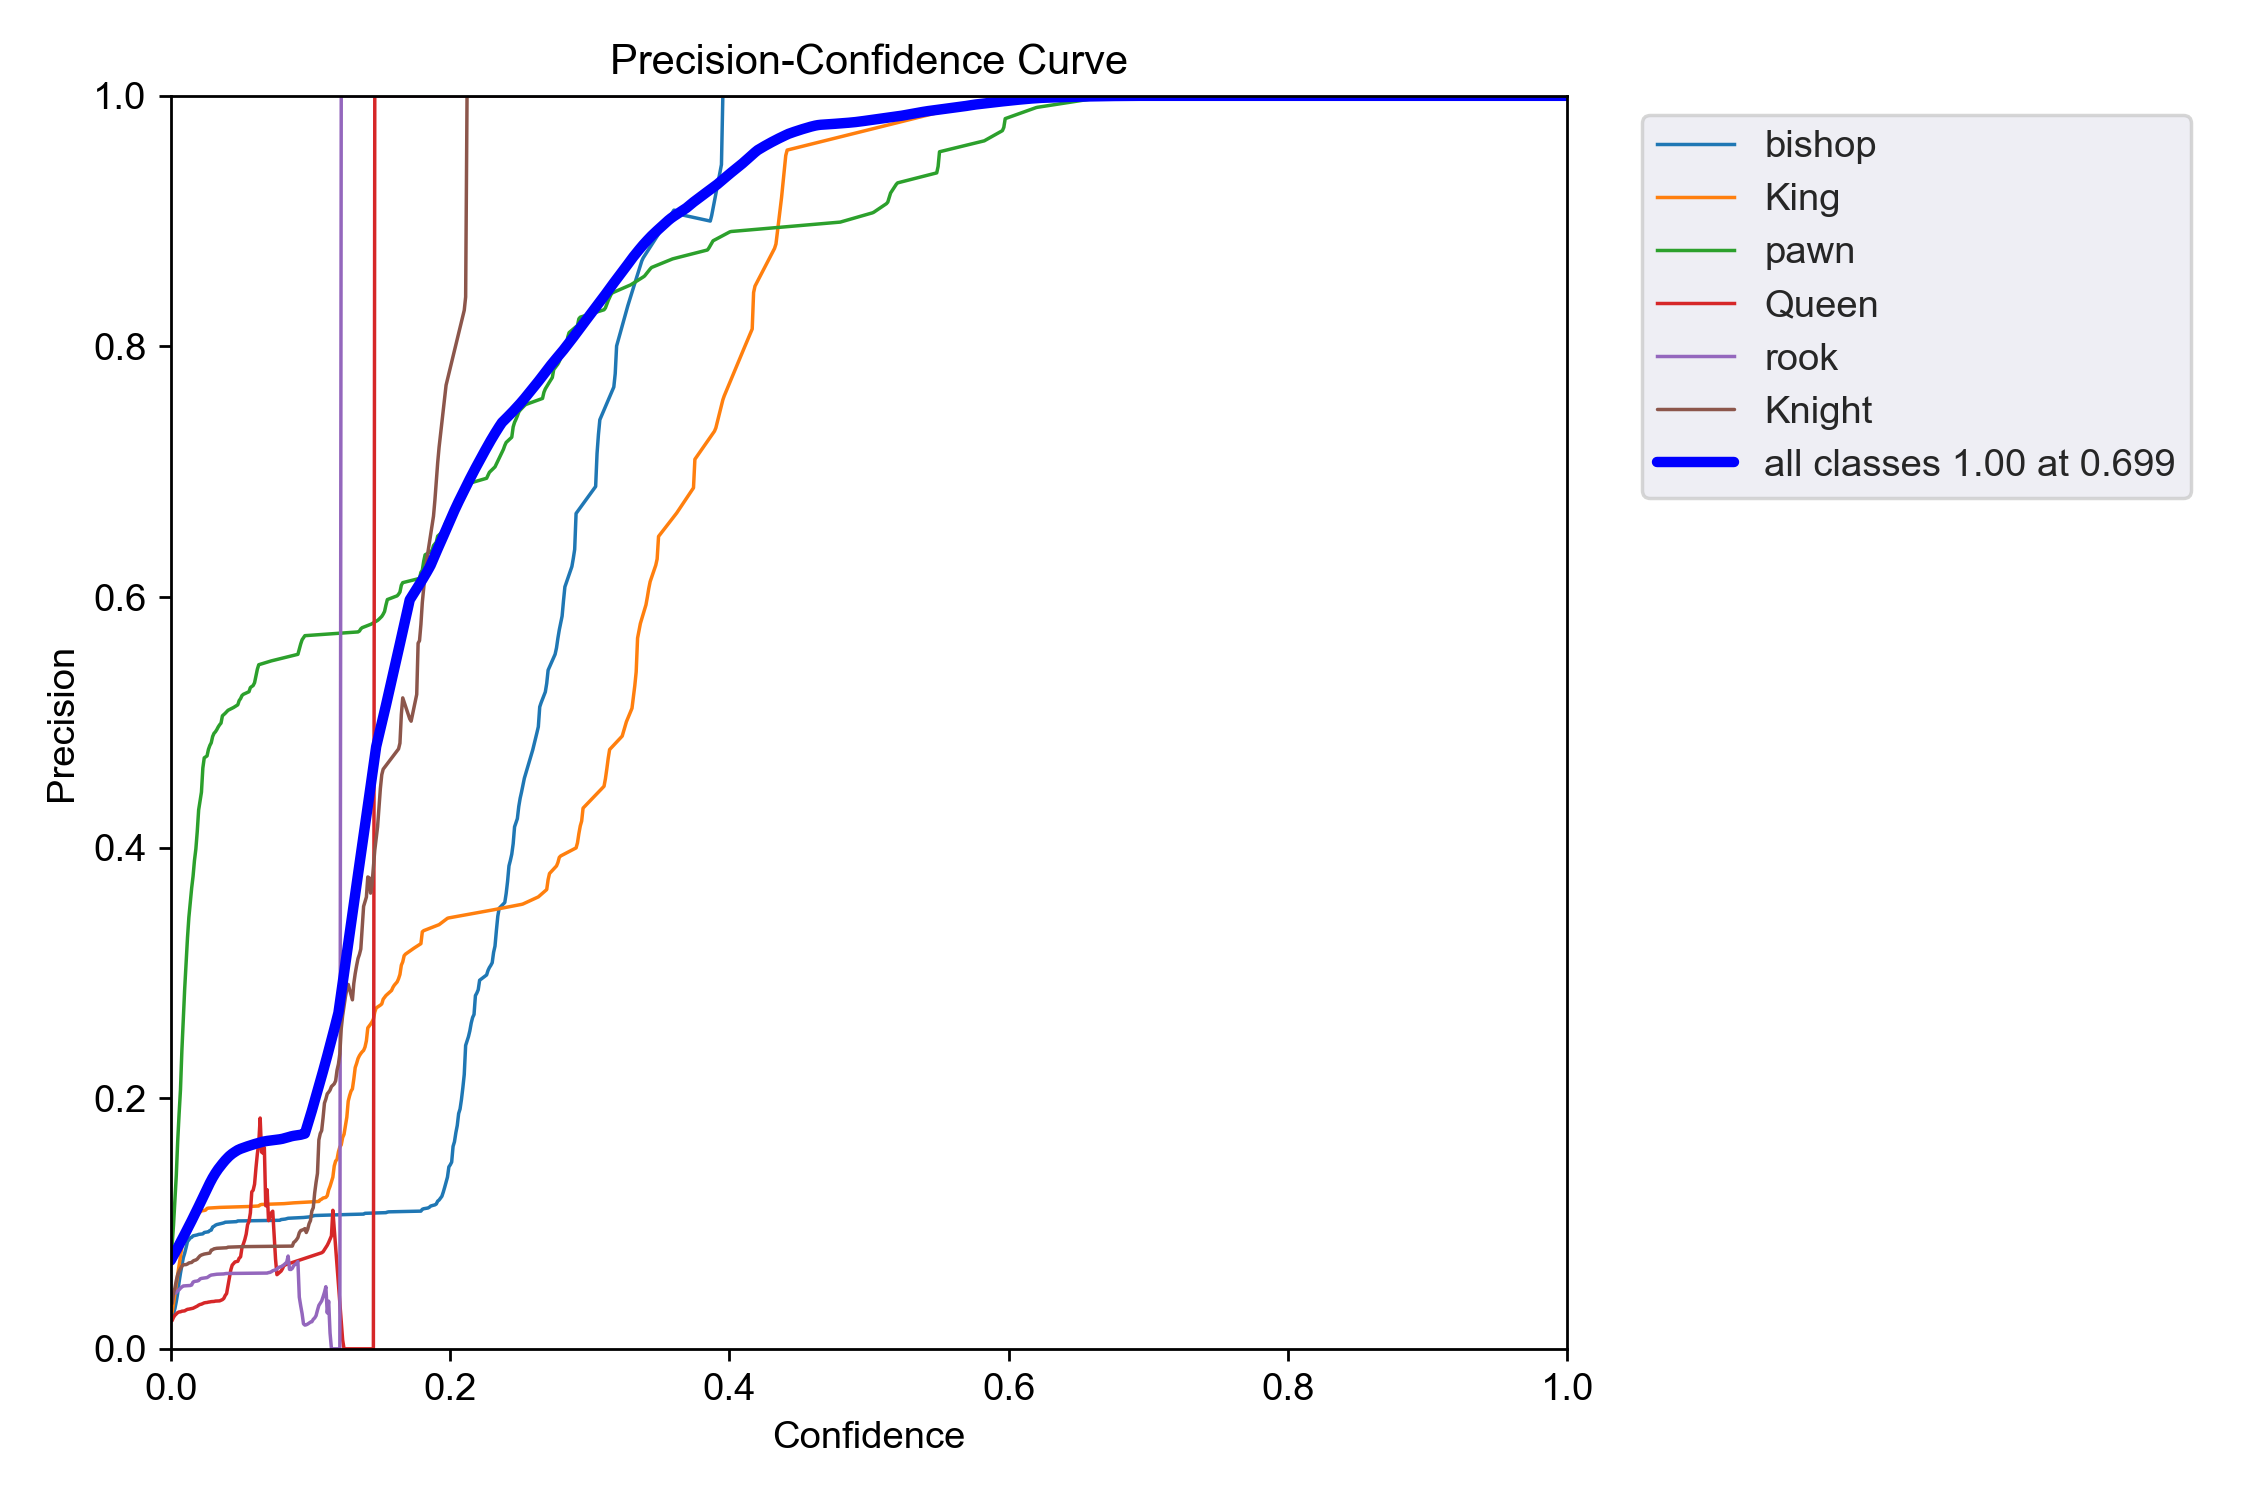 Precision-Confidence Curve
1.0
0.8
0.6
0.4
0.2
0.0
Precision
0.0 0.2 0.4 0.6 0.8 1.0
Confidence
bishop
King
pawn
Queen
rook
Knight
all classes 1.00 at 0.699